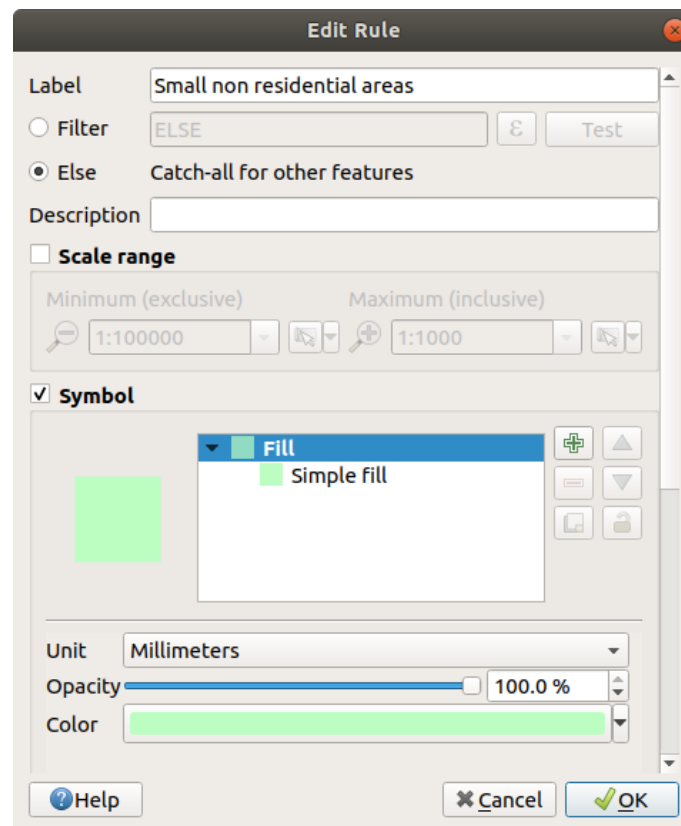 Edit Rule
Label Small non residential areas
Filter ELSE ε Test
Else Catch-all for other features
Description
Scale range
Minimum (exclusive) Maximum (inclusive)
1:100000 1:1000
Symbol
Fill
Simple fill
Unit Millimeters
Opacity 100.0 %
Color
Help Cancel OK